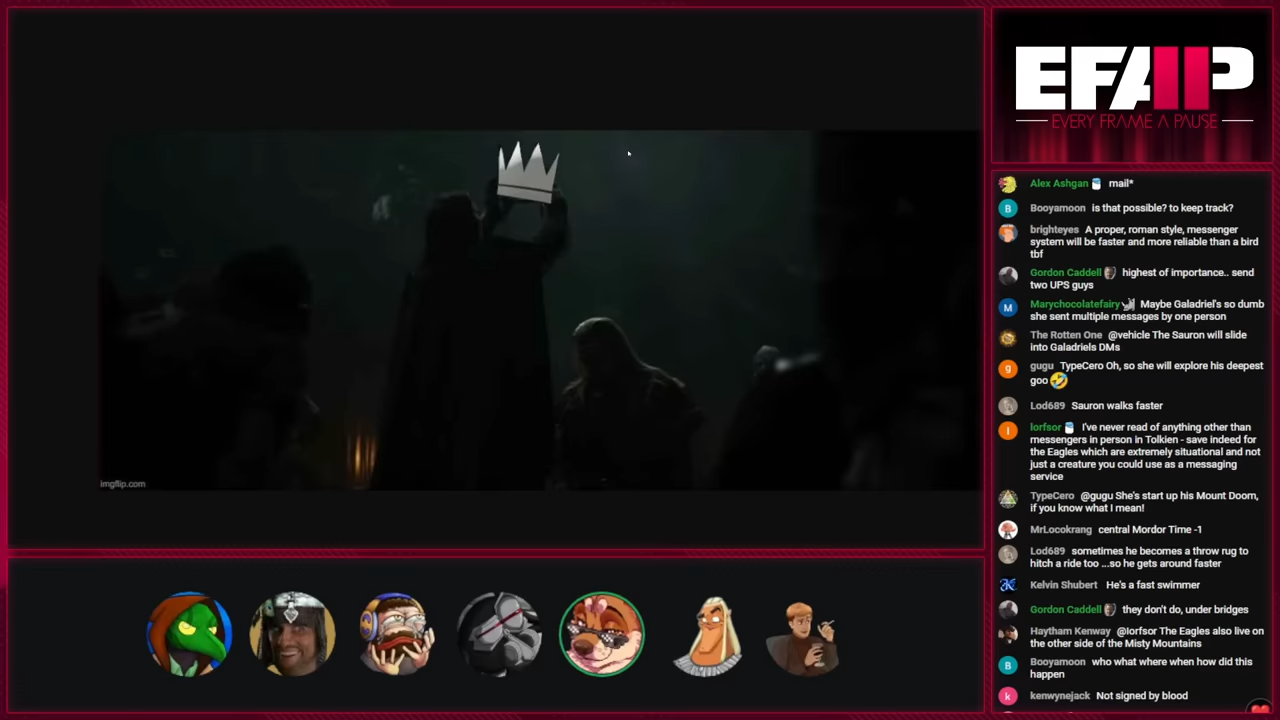 imgflip.com
EFAP
EVERY FRAME A PAUSE
Alex Ashgan mail*
B Booyamoon is that possible? to keep track?
brighteyes A proper, roman style, messenger
system will be faster and more reliable than a bird
tbf
Gordon Caddell highest of importance.. send
two UPS guys
M Marychocolatefairy Maybe Galadriel's so dumb
she sent multiple messages by one person
The Rotten One @vehicle The Sauron will slide
into Galadriels DMs
g gugu TypeCero Oh, so she will explore his deepest
goo 🤣
Lod689 Sauron walks faster
l lorfsor I've never read of anything other than
messengers in person in Tolkien - save indeed for
the Eagles which are extremely situational and not
just a creature you could use as a messaging
service
TypeCero @gugu She's start up his Mount Doom,
if you know what I mean!
MrLocokrang central Mordor Time -1
Lod689 sometimes he becomes a throw rug to
hitch a ride too ...so he gets around faster
Kelvin Shubert He's a fast swimmer
Gordon Caddell they don't do, under bridges
Haytham Kenway @lorfsor The Eagles also live on
the other side of the Misty Mountains
B Booyamoon who what where when how did this
happen
k kenwynejack Not signed by blood